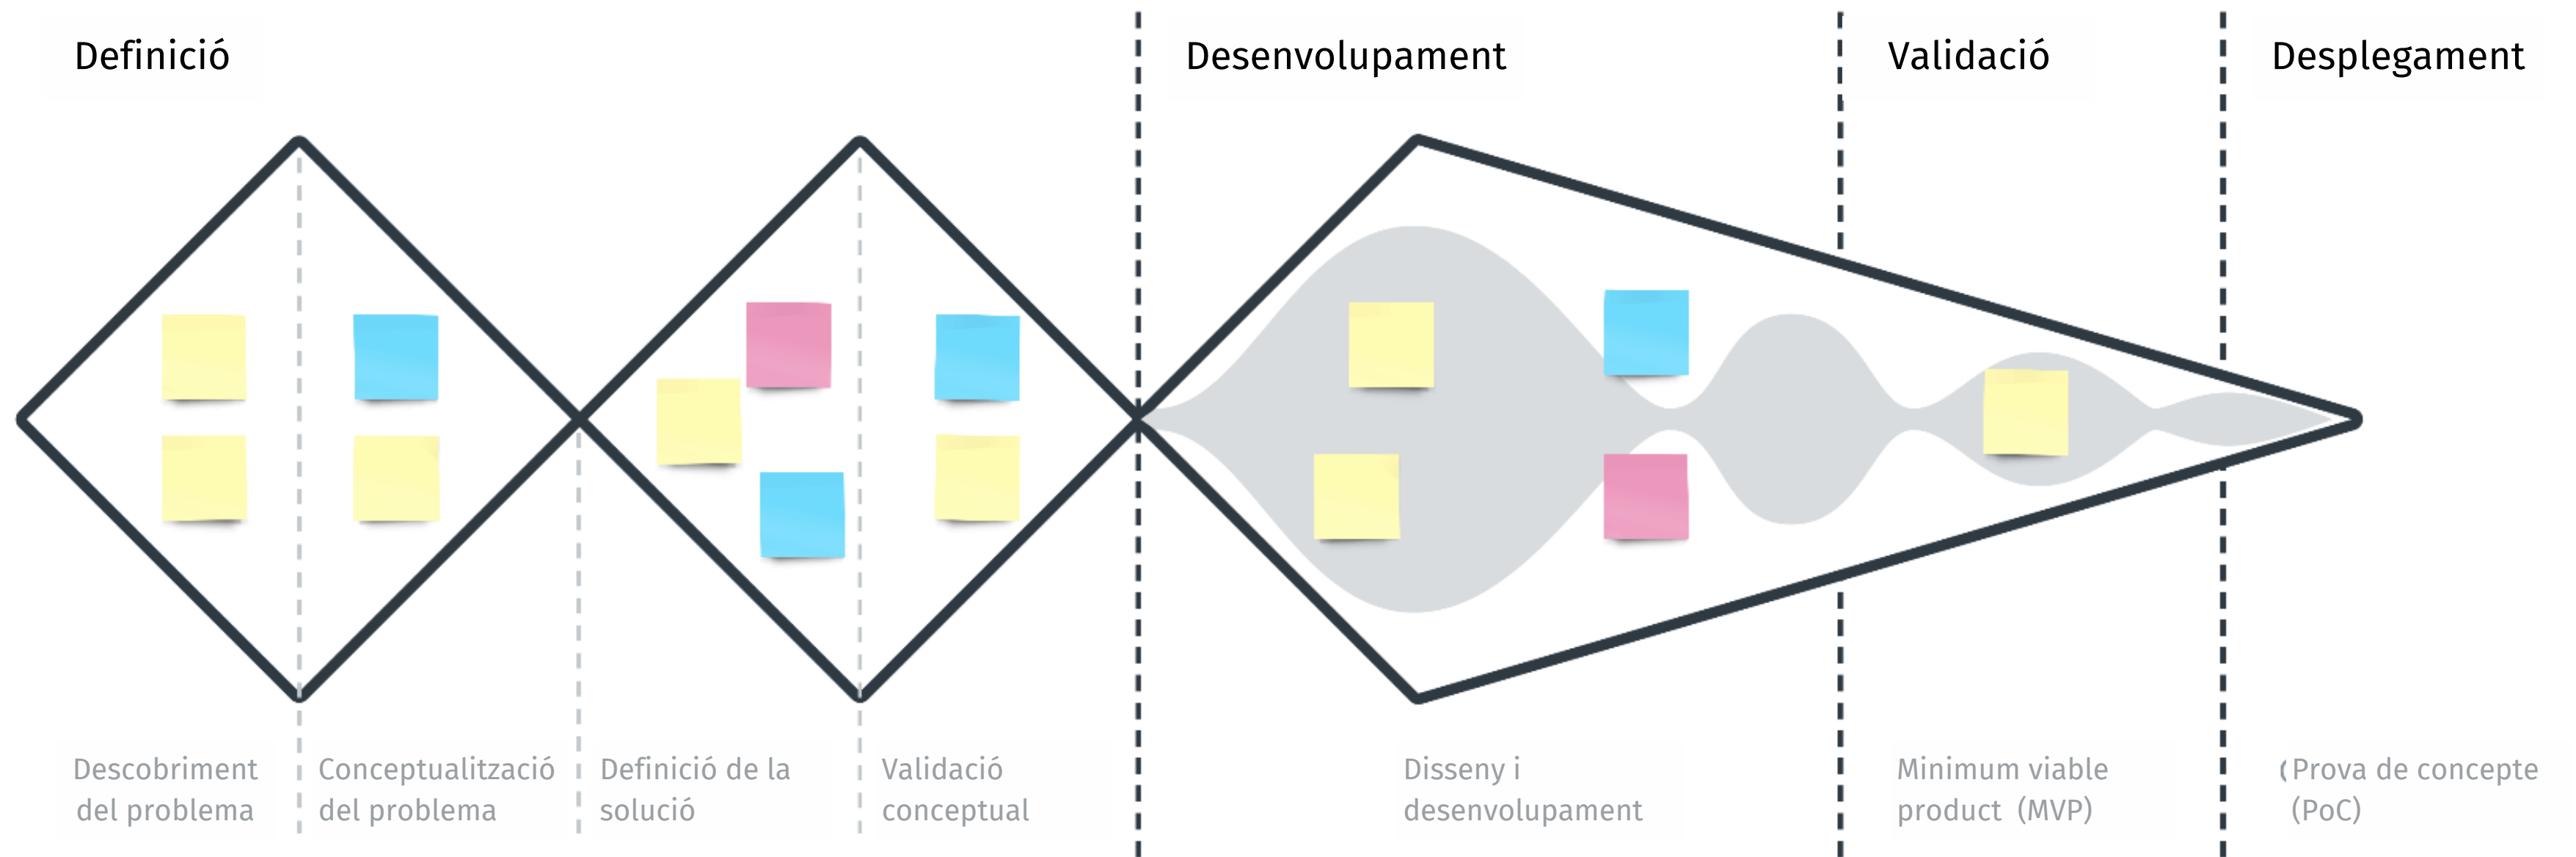 Definició
Desenvolupament
Validació
Desplegament
Descobriment
del problema
Conceptualització
del problema
Definició de la
solució
Validació
conceptual
Disseny i
desenvolupament
Minimum viable
product (MVP)
(Prova de concepte
(PoC)